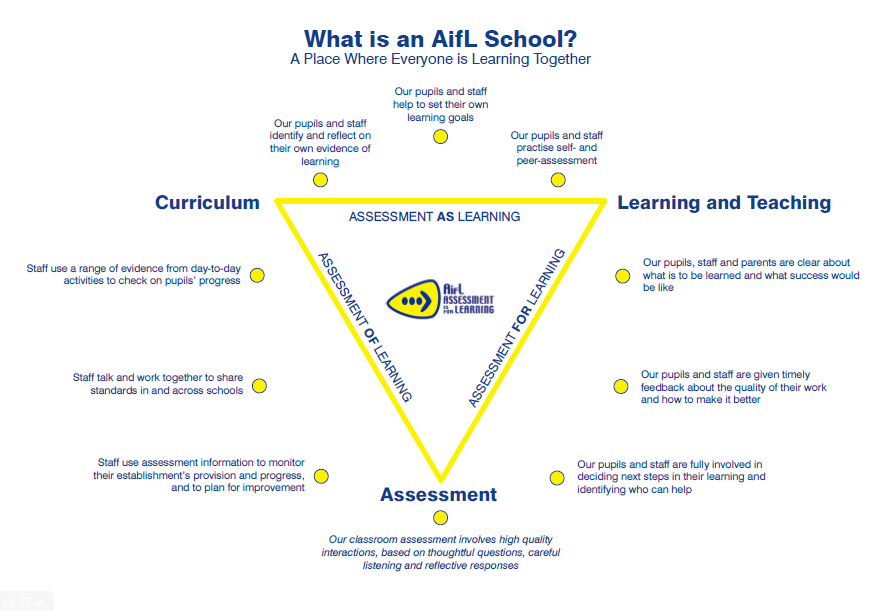 What is an AifL School?
A Place Where Everyone is Learning Together
Our pupils and staff
help to set their own
learning goals
Our pupils and staff
identify and reflect on
their own evidence of
learning
Our pupils and staff
practise self- and
peer-assessment
Curriculum
Learning and Teaching
ASSESSMENT AS LEARNING
ASSESSMENT OF LEARNING
ASSESSMENT FOR LEARNING
AifL
ASSESSMENT
IS
FOR LEARNING
Staff use a range of evidence from day-to-day
activities to check on pupils' progress
Our pupils, staff and parents are clear about
what is to be learned and what success would
be like
Staff talk and work together to share
standards in and across schools
Our pupils and staff are given timely
feedback about the quality of their work
and how to make it better
Staff use assessment information to monitor
their establishment's provision and progress,
and to plan for improvement
Our pupils and staff are fully involved in
deciding next steps in their learning and
identifying who can help
Assessment
Our classroom assessment involves high quality
interactions, based on thoughtful questions, careful
listening and reflective responses